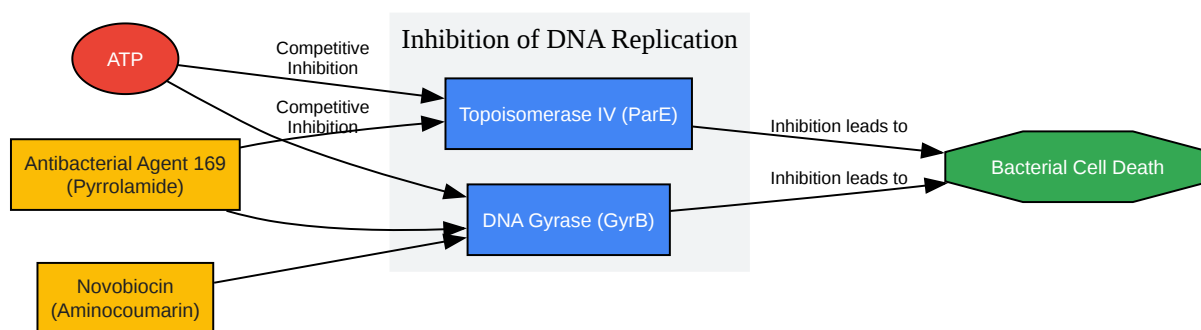 Inhibition of DNA Replication
ATP
Competitive
Inhibition
Competitive
Inhibition
Topoisomerase IV (ParE)
Inhibition leads to
Antibacterial Agent 169
(Pyrrolamide)
Bacterial Cell Death
Inhibition leads to
DNA Gyrase (GyrB)
Novobiocin
(Aminocoumarin)